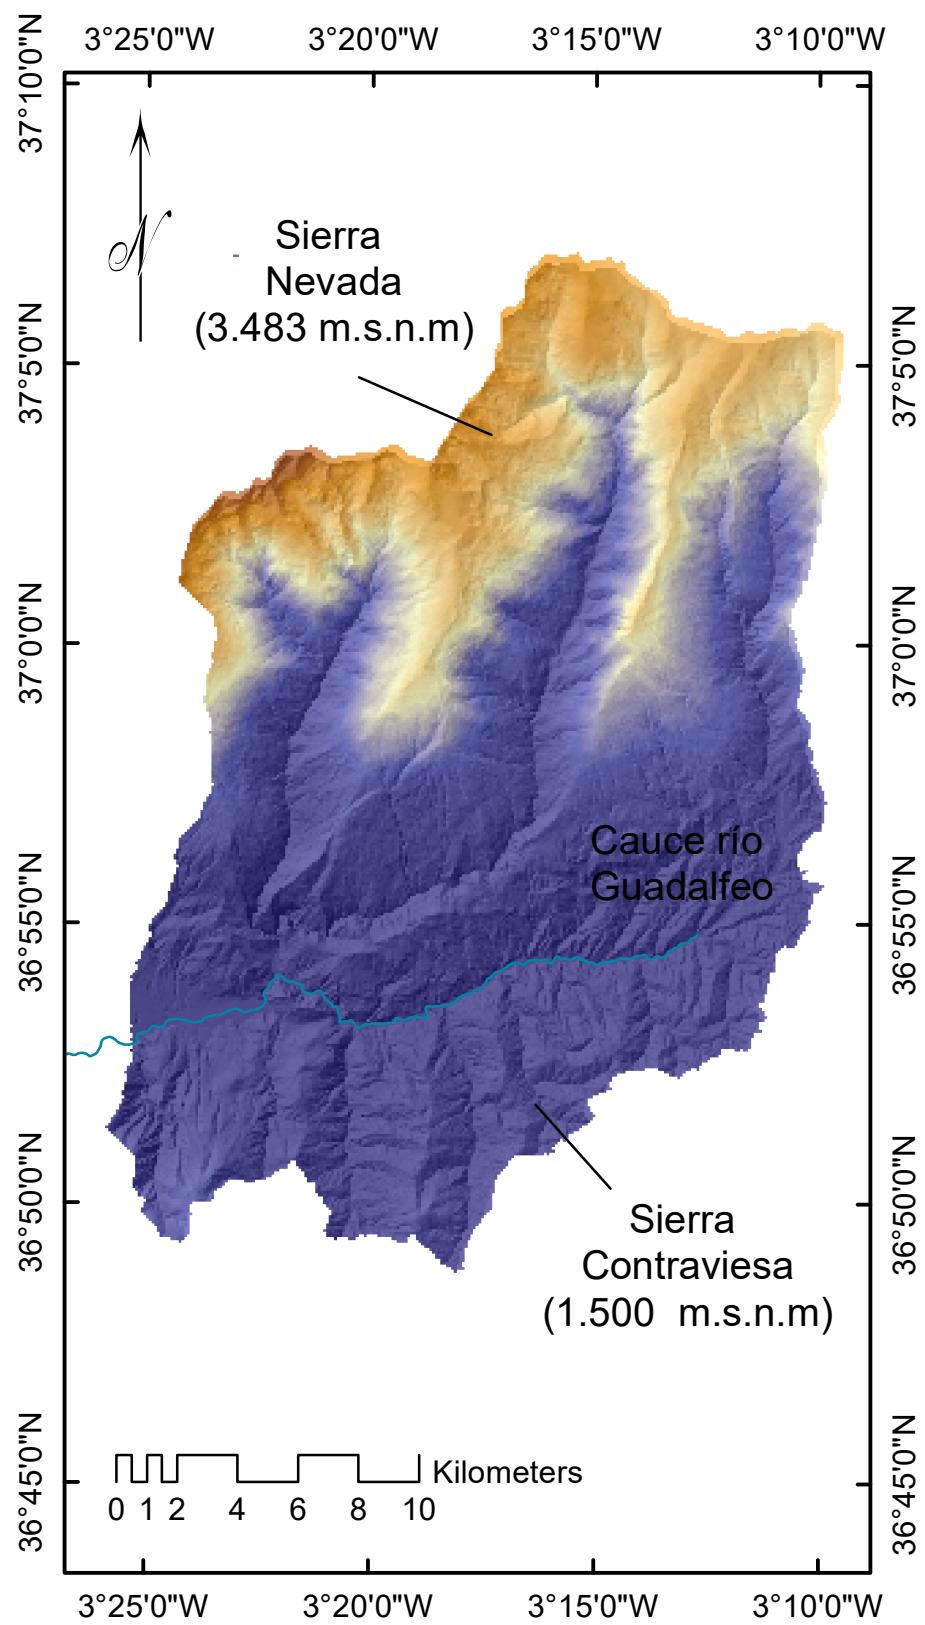 3°25'0"W 3°20'0"W 3°15'0"W 3°10'0"W
37°10'0"N
N
Sierra
Nevada
(3.483 m.s.n.m)
37°5'0"N 37°5'0"N
37°0'0"N 37°0'0"N
Cauce río
Guadalfeo
36°55'0"N 36°55'0"N
36°50'0"N 36°50'0"N
Sierra
Contraviesa
(1.500 m.s.n.m)
36°45'0"N 36°45'0"N
Kilometers
0 1 2 4 6 8 10
3°25'0"W 3°20'0"W 3°15'0"W 3°10'0"W